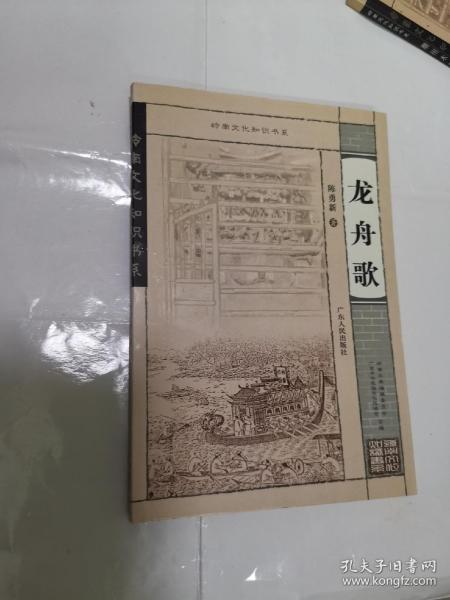 岭南文化知识书系
岭南文化知识书系
龙舟歌
陈勇新 著
广东人民出版社
孔夫子旧书网
www.kongfz.com